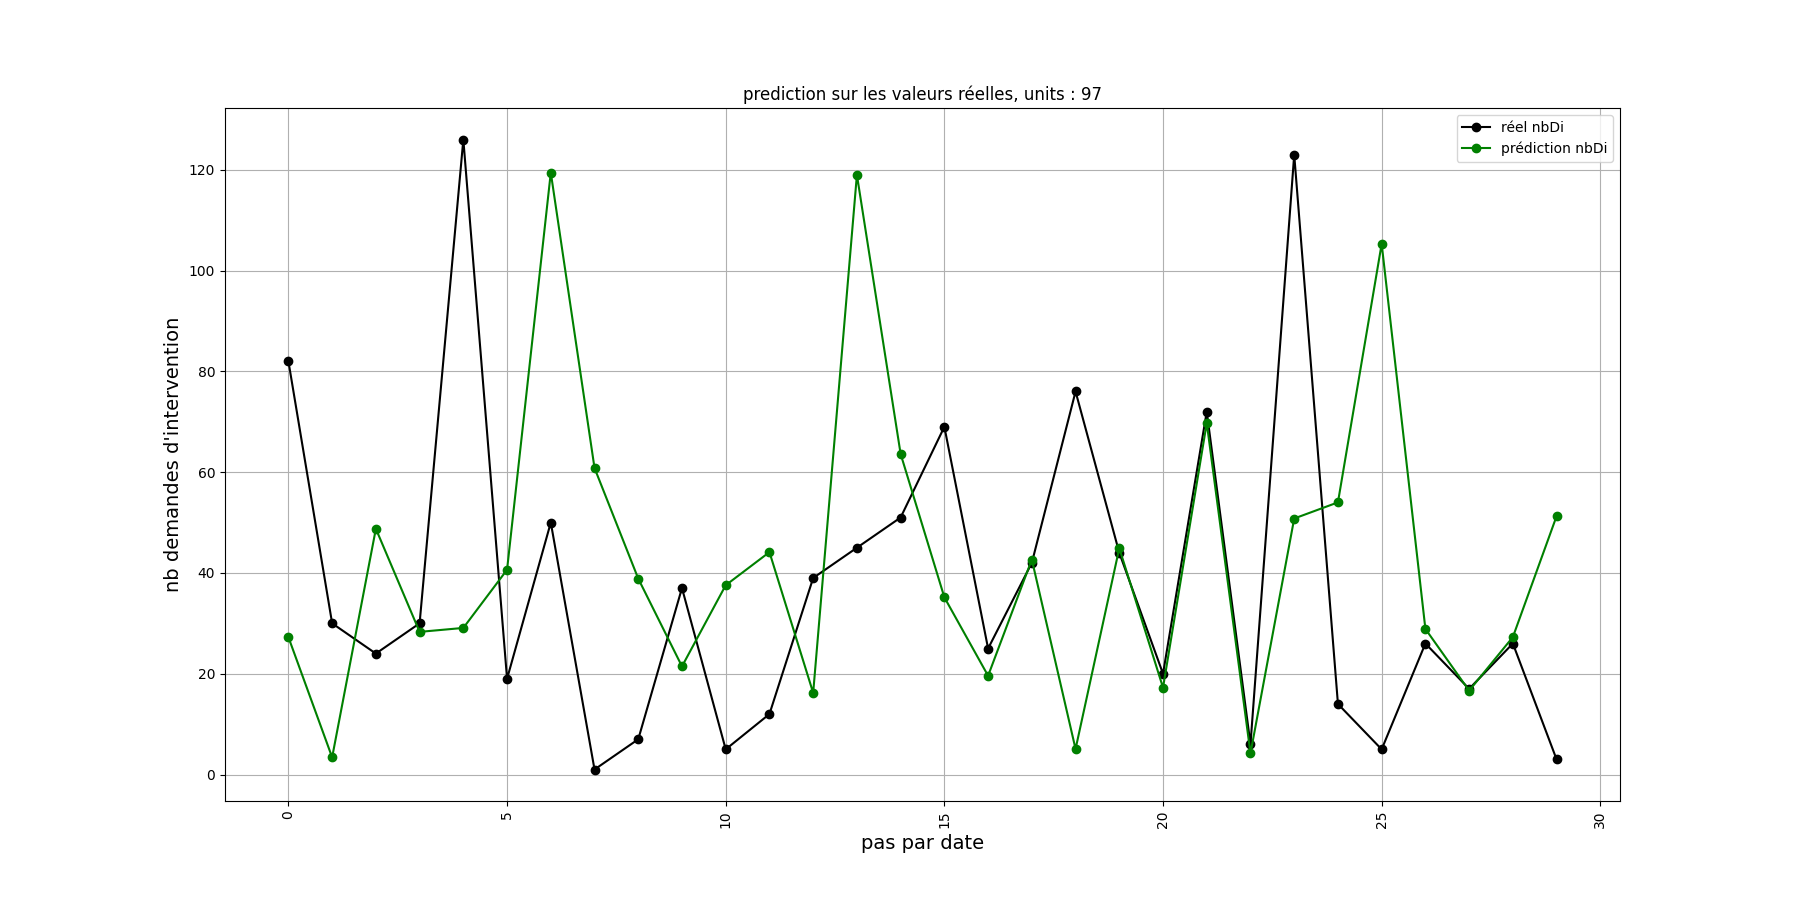 prediction sur les valeurs réelles, units : 97
réel nbDi
prédiction nbDi
nb demandes d'intervention
120
100
80
60
40
20
0
0 5 10 15 20 25 30
pas par date